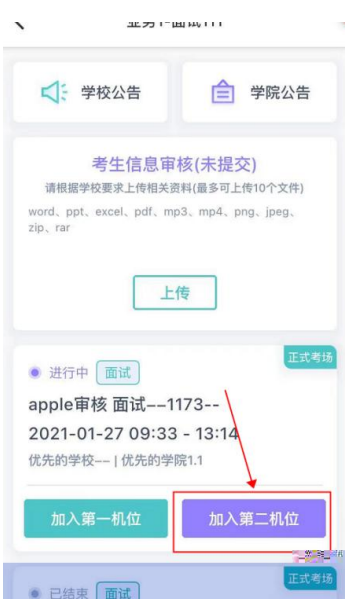 学校公告
学院公告
考生信息审核(未提交)
请根据学校要求上传相关资料(最多可上传10个文件)
word、ppt、excel、pdf、mp3、mp4、png、jpeg、
zip、rar
上传
正式考场
进行中 面试
apple审核 面试--1173--
2021-01-27 09:33 - 13:14
优先的学校-- | 优先的学院1.1
加入第一机位
加入第二机位
正式考场
已结束 面试